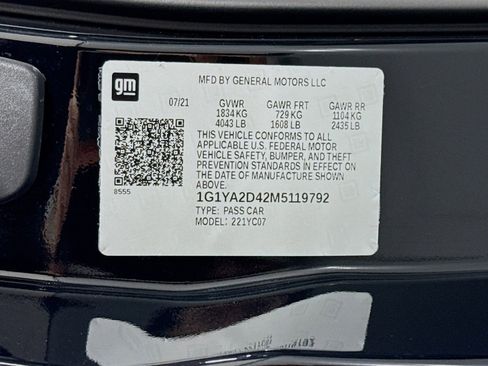 gm
MFD BY GENERAL MOTORS LLC
07/21 GVWR GAWR FRT GAWR RR
1834 KG 729 KG 1104 KG
4043 LB 1608 LB 2435 LB
THIS VEHICLE CONFORMS TO ALL
APPLICABLE U.S. FEDERAL MOTOR
VEHICLE SAFETY, BUMPER, AND THEFT
PREVENTION STANDARDS IN EFFECT ON
THE DATE OF MANUFACTURE SHOWN
ABOVE.
8555
1G1YA2D42M5119792
TYPE: PASS CAR
MODEL: 221YC07